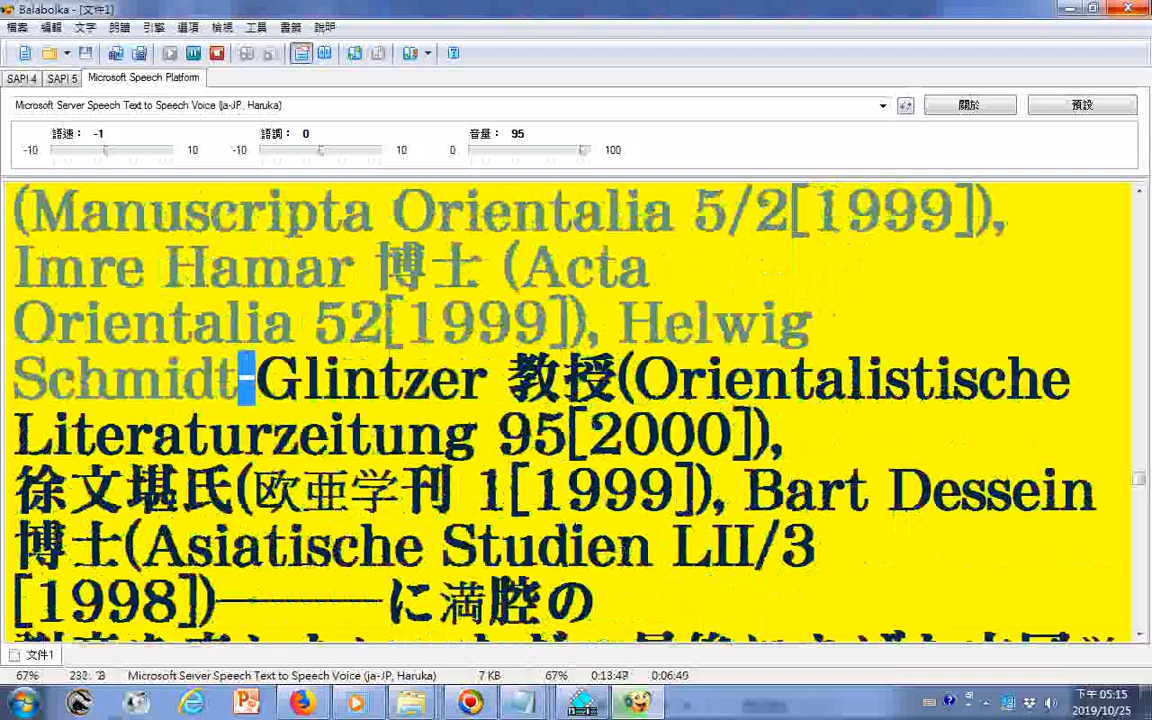 Balabolka - [文件1]
檔案 編輯 文字 朗讀 引擎 選項 檢視 工具 書籤 說明
SAPI 4 SAPI 5 Microsoft Speech Platform
Microsoft Server Speech Text to Speech Voice (ja-JP, Haruka) 關於 預設
語速： -1 語調： 0 音量： 95
-10 10 -10 10 0 100
(Manuscripta Orientalia 5/2[1999]),
Imre Hamar 博士 (Acta
Orientalia 52[1999]), Helwig
Schmidt-Glintzer 教授(Orientalistische
Literaturzeitung 95[2000]),
徐文堪氏(欧亜学刊 1[1999]), Bart Dessein
博士(Asiatische Studien LII/3
[1998])―――に満腔の
文件1
67% Microsoft Server Speech Text to Speech Voice (ja-JP, Haruka) 7 KB 67% 0:13:49 0:06:49
下午 05:15
2019/10/25